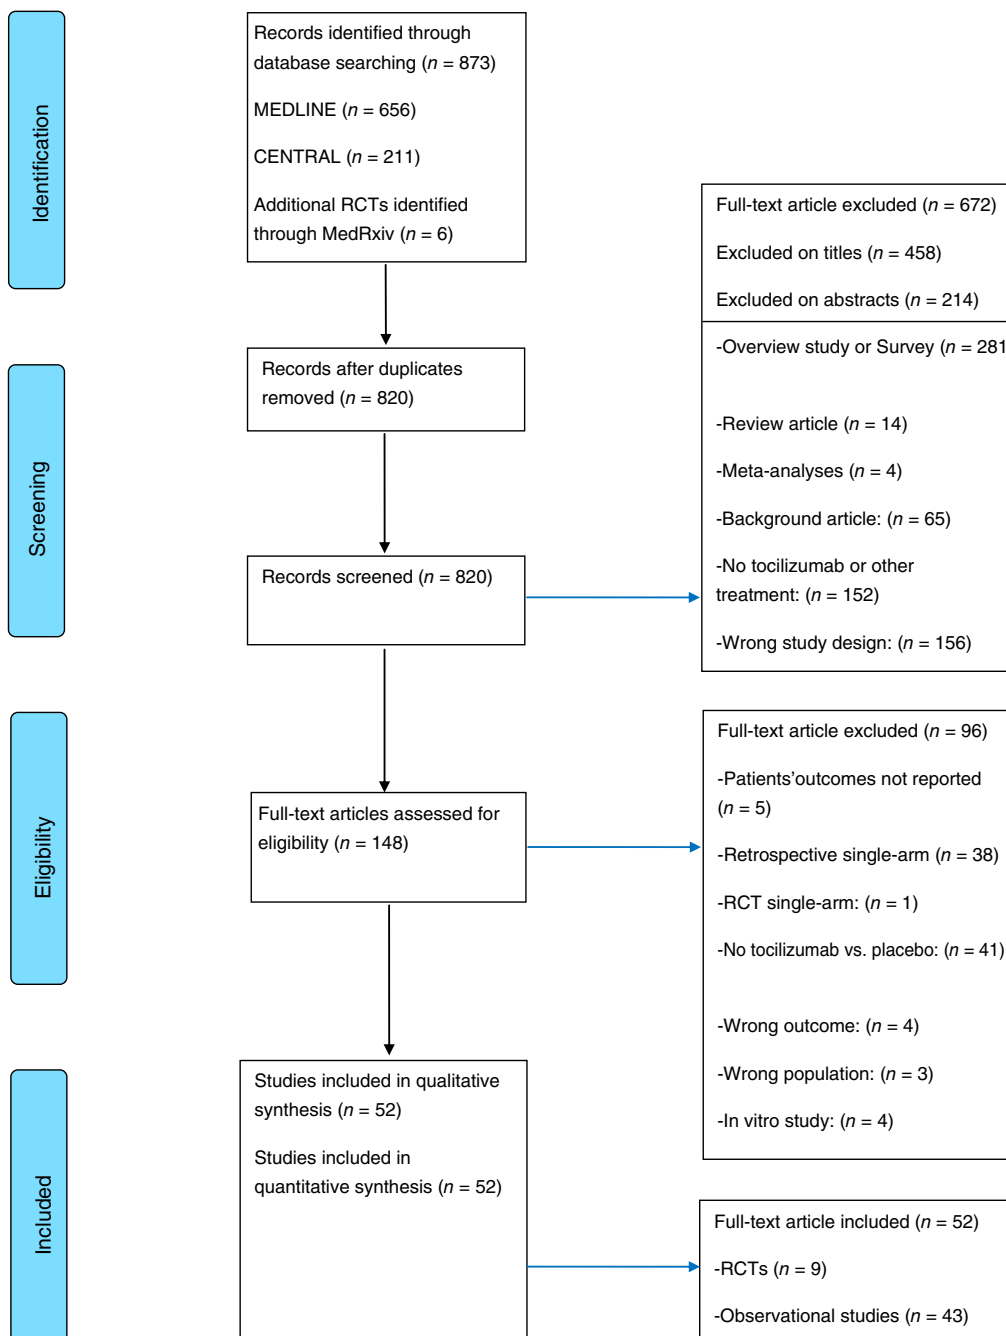 Identification
Records identified through
database searching (n = 873)
MEDLINE (n = 656)
CENTRAL (n = 211)
Additional RCTs identified
through MedRxiv (n = 6)
Full-text article excluded (n = 672)
Excluded on titles (n = 458)
Excluded on abstracts (n = 214)
-Overview study or Survey (n = 281
-Review article (n = 14)
-Meta-analyses (n = 4)
-Background article: (n = 65)
-No tocilizumab or other
treatment: (n = 152)
-Wrong study design: (n = 156)
Screening
Records after duplicates
removed (n = 820)
Records screened (n = 820)
Eligibility
Full-text articles assessed for
eligibility (n = 148)
Full-text article excluded (n = 96)
-Patients'outcomes not reported
(n = 5)
-Retrospective single-arm (n = 38)
-RCT single-arm: (n = 1)
-No tocilizumab vs. placebo: (n = 41)
-Wrong outcome: (n = 4)
-Wrong population: (n = 3)
-In vitro study: (n = 4)
Included
Studies included in qualitative
synthesis (n = 52)
Studies included in
quantitative synthesis (n = 52)
Full-text article included (n = 52)
-RCTs (n = 9)
-Observational studies (n = 43)